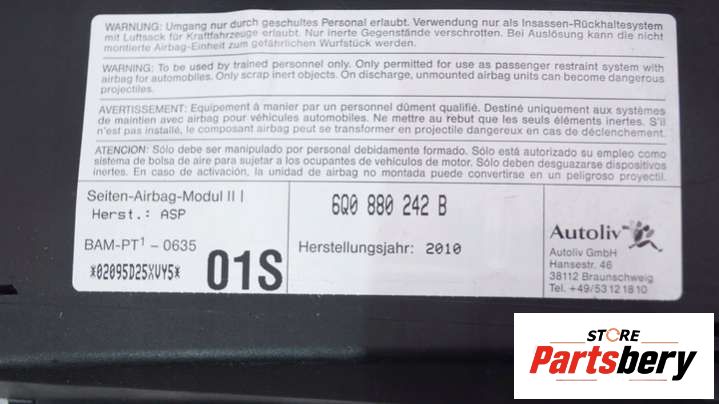 WARNUNG: Umgang nur durch geschultes Personal erlaubt. Verwendung nur als Insassen-Rückhaltesystem
mit Luftsack für Kraftfahrzeuge erlaubt. Nur inerte Gegenstände verschrotten. Bei Auslösung kann die nicht
montierte Airbag-Einheit zum gefährlichen Wurfstück werden.
WARNING: To be used by trained personnel only. Only permitted for use as passenger restraint system with
airbag for automobiles. Only scrap inert objects. On discharge, unmounted airbag units can become dangerous
projectiles.
AVERTISSEMENT: Equipement à manier par un personnel dûment qualifié. Destiné uniquement aux systèmes
de maintien avec airbag pour véhicules automobiles. Ne mettre au rebut que les seuls éléments inertes. S'il
n'est pas installé, le composant airbag peut se transformer en projectile dangereux en cas de déclenchement.
ATENCION: Sólo debe ser manipulado por personal debidamente formado. Sólo está autorizado su empleo como
sistema de bolsa de aire para sujetar a los ocupantes de vehículos de motor. Sólo deben desguazarse dispositivos
inertes. En caso de activación, la unidad de airbag no montada puede convertirse en un peligroso proyectil.
Seiten-Airbag-Modul II |
Herst.: ASP
6Q0 880 242 B
BAM-PT1 - 0635
*02095D25XVY5*
01S
Herstellungsjahr: 2010
Autoliv
Autoliv GmbH
Hansestr. 46
38112 Braunschweig
Tel. +49/53 12 18 10
STORE
Partsbery